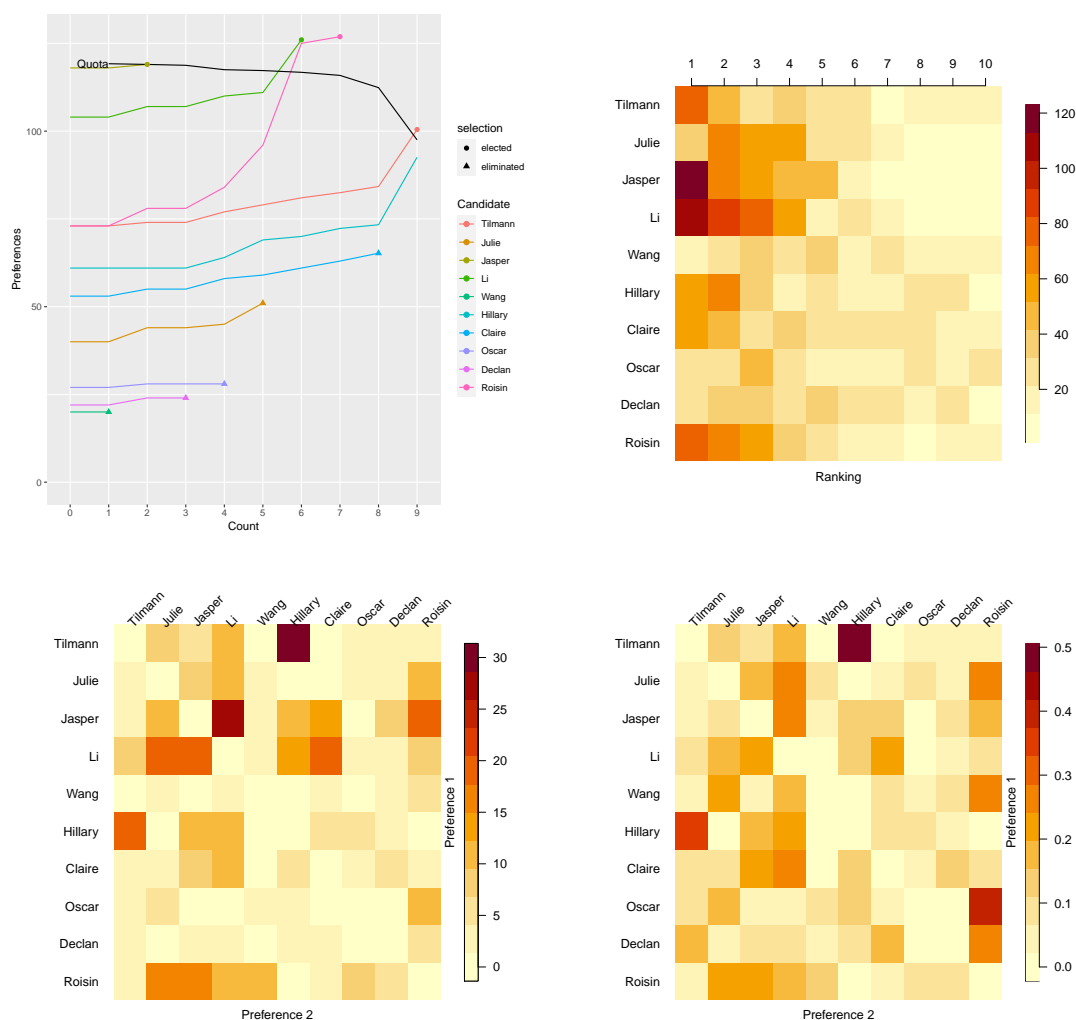 Quota
100
50
0
0 1 2 3 4 5 6 7 8 9
Count
Preferences
selection
elected
eliminated
Candidate
Tilmann
Julie
Jasper
Li
Wang
Hillary
Claire
Oscar
Declan
Roisin
1 2 3 4 5 6 7 8 9 10
Tilmann
Julie
Jasper
Li
Wang
Hillary
Claire
Oscar
Declan
Roisin
Ranking
120
100
80
60
40
20
Tilmann Julie Jasper Li Wang Hillary Claire Oscar Declan Roisin
Tilmann
Julie
Jasper
Li
Wang
Hillary
Claire
Oscar
Declan
Roisin
Preference 2
Preference 1
30
25
20
15
10
5
0
Tilmann Julie Jasper Li Wang Hillary Claire Oscar Declan Roisin
Tilmann
Julie
Jasper
Li
Wang
Hillary
Claire
Oscar
Declan
Roisin
Preference 2
Preference 1
0.5
0.4
0.3
0.2
0.1
0.0